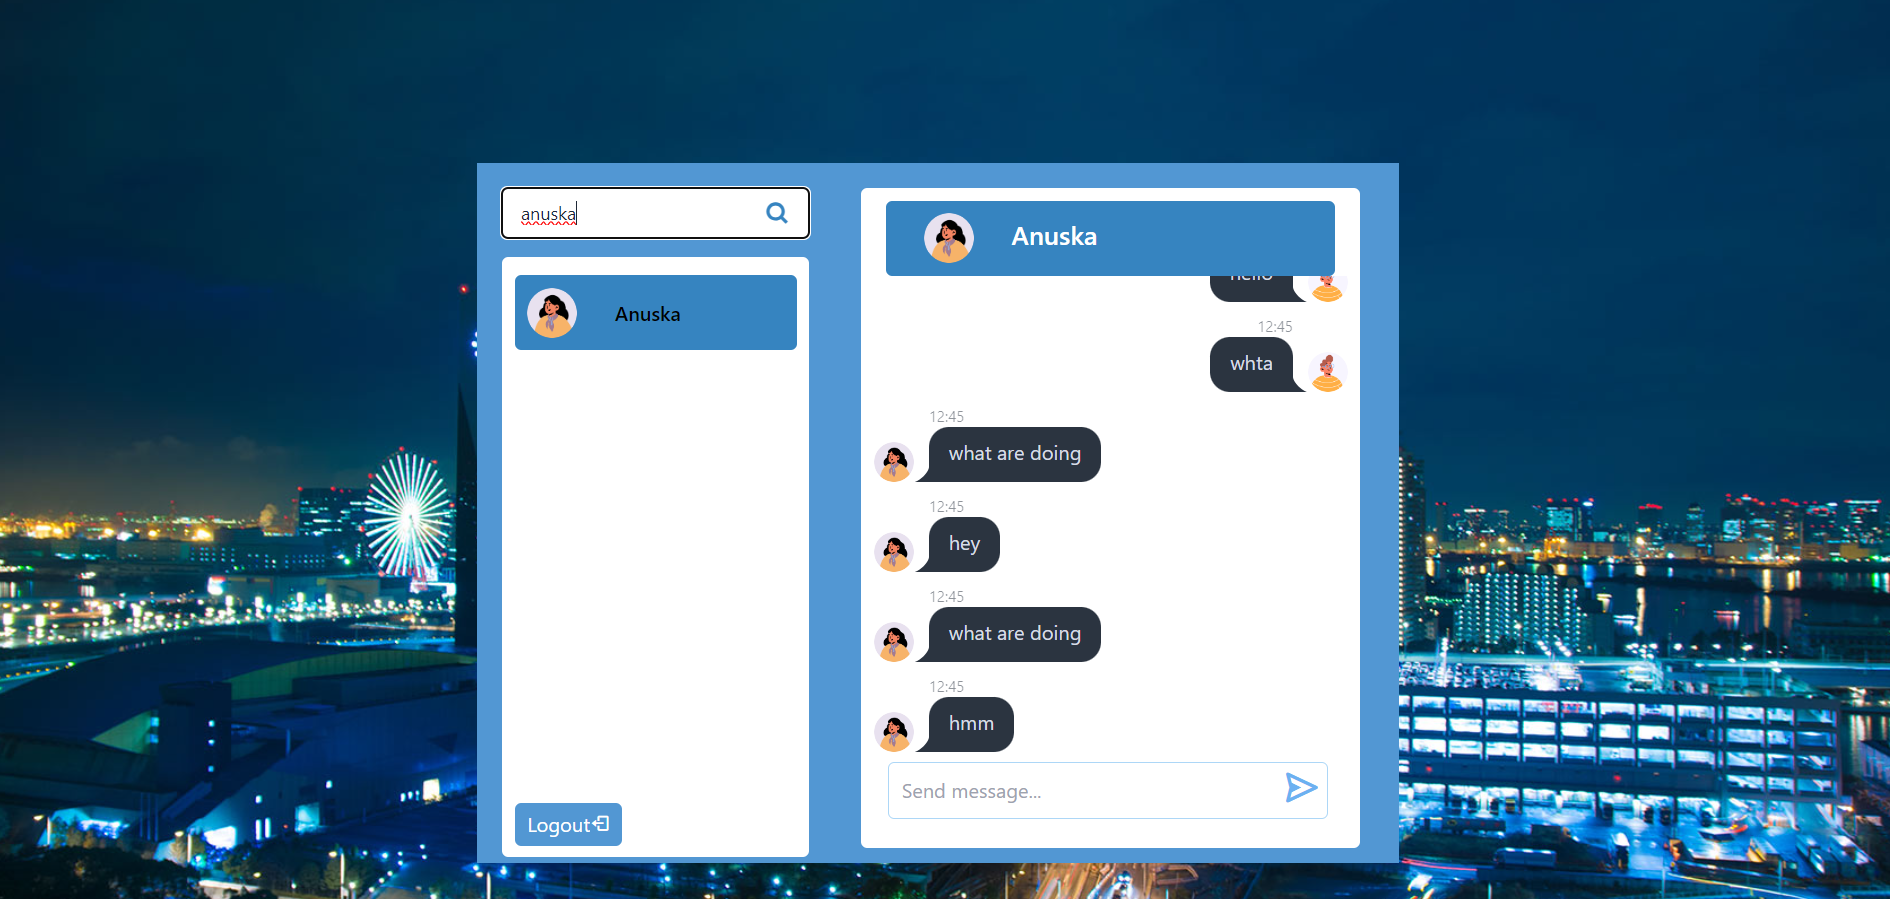 anuska
Anuska
Logout
Anuska
hello
12:45
whta
12:45
what are doing
12:45
hey
12:45
what are doing
12:45
hmm
Send message...